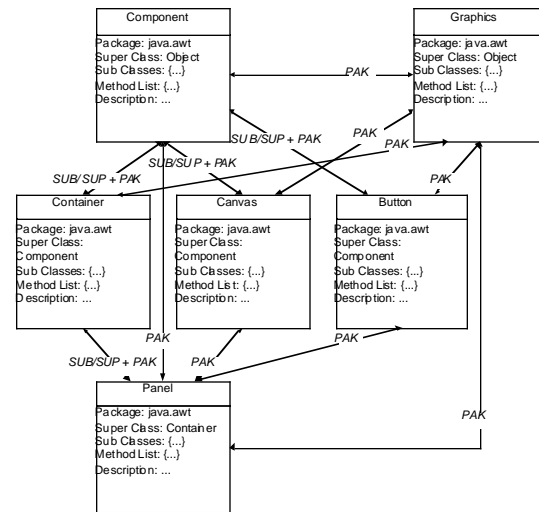 Component
Package: java.awt
Super Class: Object
Sub Classes: {...}
Method List: {...}
Description: ...
Graphics
Package: java.awt
Super Class: Object
Sub Classes: {...}
Method List: {...}
Description: ...
PAK
SUB/SUP + PAK
PAK
SUB/SUP + PAK
PAK
SUB/SUP + PAK
PAK
Container
Package: java.awt
Super Class:
Component
Sub Classes: {...}
Method List: {...}
Description: ...
Canvas
Package: java.awt
Super Class:
Component
Sub Classes: {...}
Method List: {...}
Description: ...
Button
Package: java.awt
Super Class:
Component
Sub Classes: {...}
Method List: {...}
Description: ...
PAK
PAK
SUB/SUP + PAK
PAK
Panel
Package: java.awt
Super Class: Container
Sub Classes: {...}
Method List: {...}
Description: ...
PAK